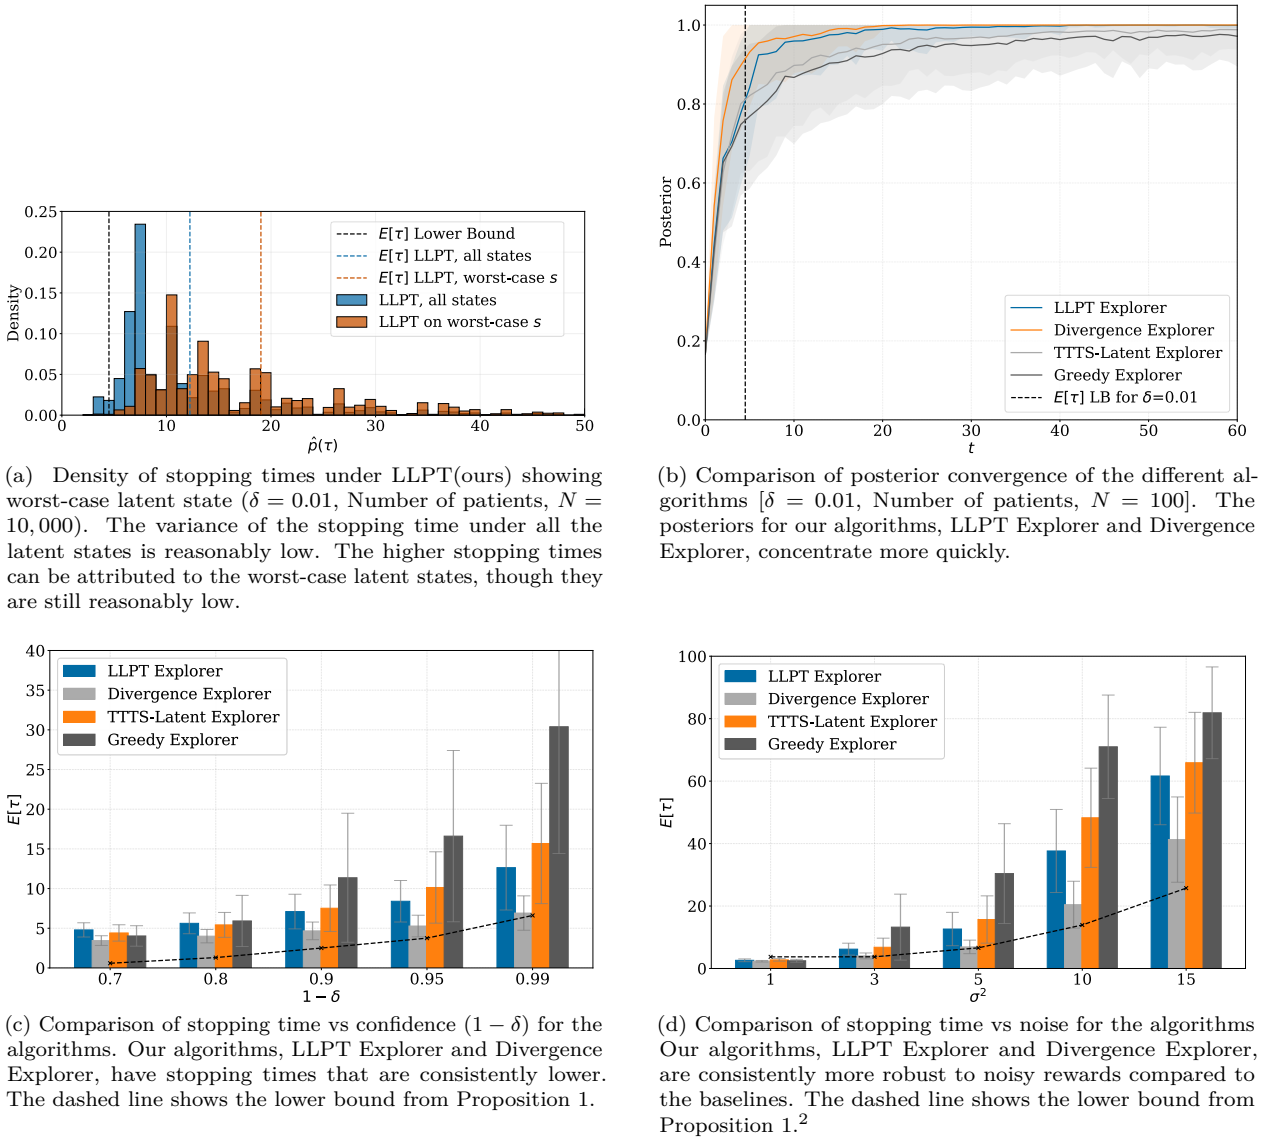 0.25
0.20
0.15
0.10
0.05
0.00
Density
0
10
20
30
40
50
p̂(τ)
E[τ] Lower Bound
E[τ] LLPT, all states
E[τ] LLPT, worst-case s
LLPT, all states
LLPT on worst-case s
(a) Density of stopping times under LLPT(ours) showing
worst-case latent state (δ = 0.01, Number of patients, N =
10, 000). The variance of the stopping time under all the
latent states is reasonably low. The higher stopping times
can be attributed to the worst-case latent states, though they
are still reasonably low.
1.0
0.8
0.6
0.4
0.2
0.0
Posterior
0
10
20
30
40
50
60
t
LLPT Explorer
Divergence Explorer
TTTS-Latent Explorer
Greedy Explorer
E[τ] LB for δ=0.01
(b) Comparison of posterior convergence of the different al-
gorithms [δ = 0.01, Number of patients, N = 100]. The
posteriors for our algorithms, LLPT Explorer and Divergence
Explorer, concentrate more quickly.
40
35
30
25
20
15
10
5
0
E[τ]
0.7
0.8
0.9
0.95
0.99
1 − δ
LLPT Explorer
Divergence Explorer
TTTS-Latent Explorer
Greedy Explorer
(c) Comparison of stopping time vs confidence (1 − δ) for the
algorithms. Our algorithms, LLPT Explorer and Divergence
Explorer, have stopping times that are consistently lower.
The dashed line shows the lower bound from Proposition 1.
100
80
60
40
20
0
E[τ]
1
3
5
10
15
σ²
LLPT Explorer
Divergence Explorer
TTTS-Latent Explorer
Greedy Explorer
(d) Comparison of stopping time vs noise for the algorithms
Our algorithms, LLPT Explorer and Divergence Explorer,
are consistently more robust to noisy rewards compared to
the baselines. The dashed line shows the lower bound from
Proposition 1.²